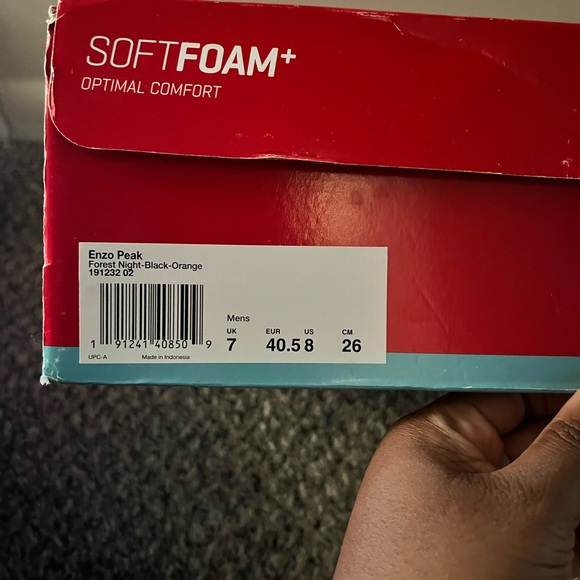 SOFTFOAM+
OPTIMAL COMFORT
Enzo Peak
Forest Night-Black-Orange
191232 02
1 91241 40850 9
UPC-A Made in Indonesia
Mens
UK EUR US CM
7 40.5 8 26